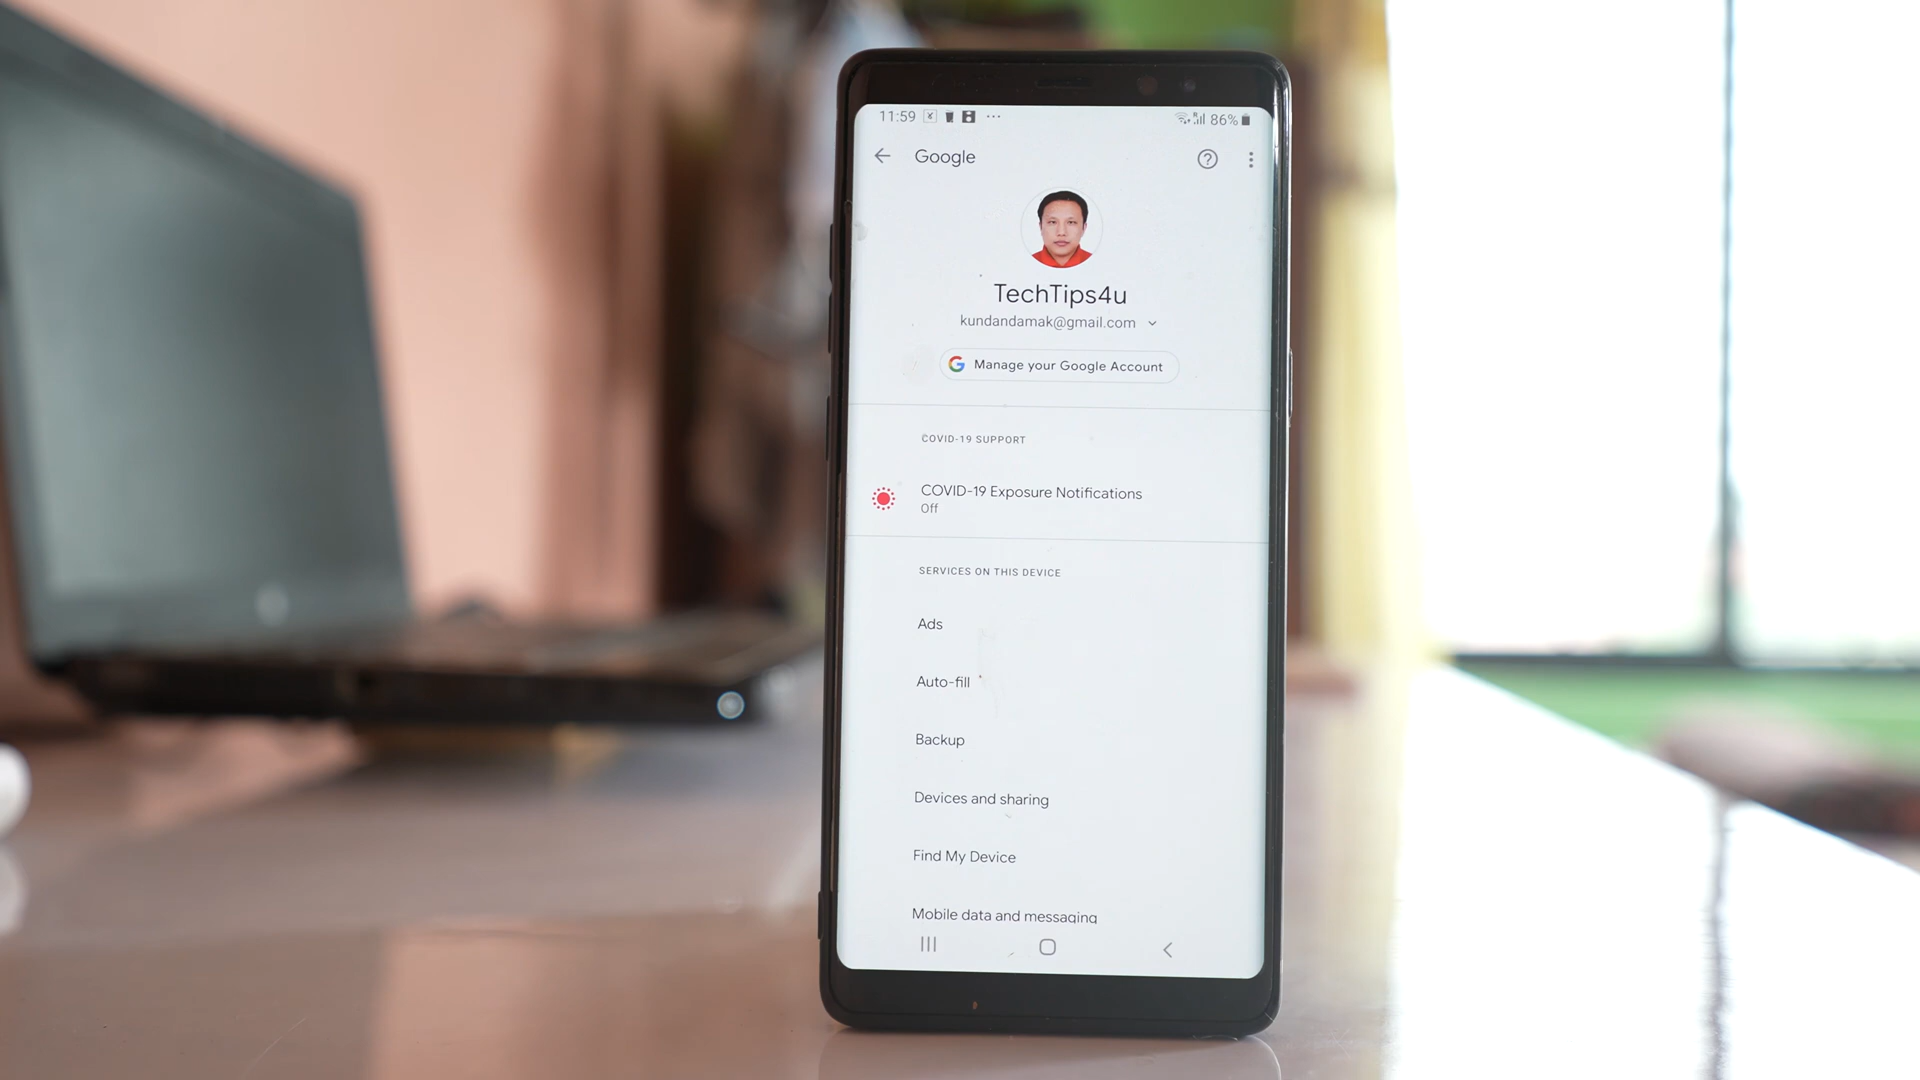 11:59 86%
Google
TechTips4u
kundandamak@gmail.com
Manage your Google Account
COVID-19 SUPPORT
COVID-19 Exposure Notifications
Off
SERVICES ON THIS DEVICE
Ads
Auto-fill
Backup
Devices and sharing
Find My Device
Mobile data and messaging